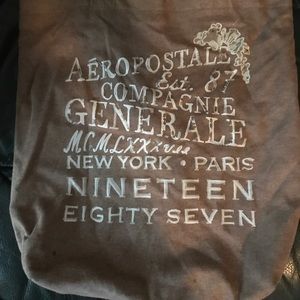 AÉROPOSTALE
Est. 87
COMPAGNIE
GENERALE
MCMLXXXVII
NEW YORK • PARIS
NINETEEN
EIGHTY SEVEN